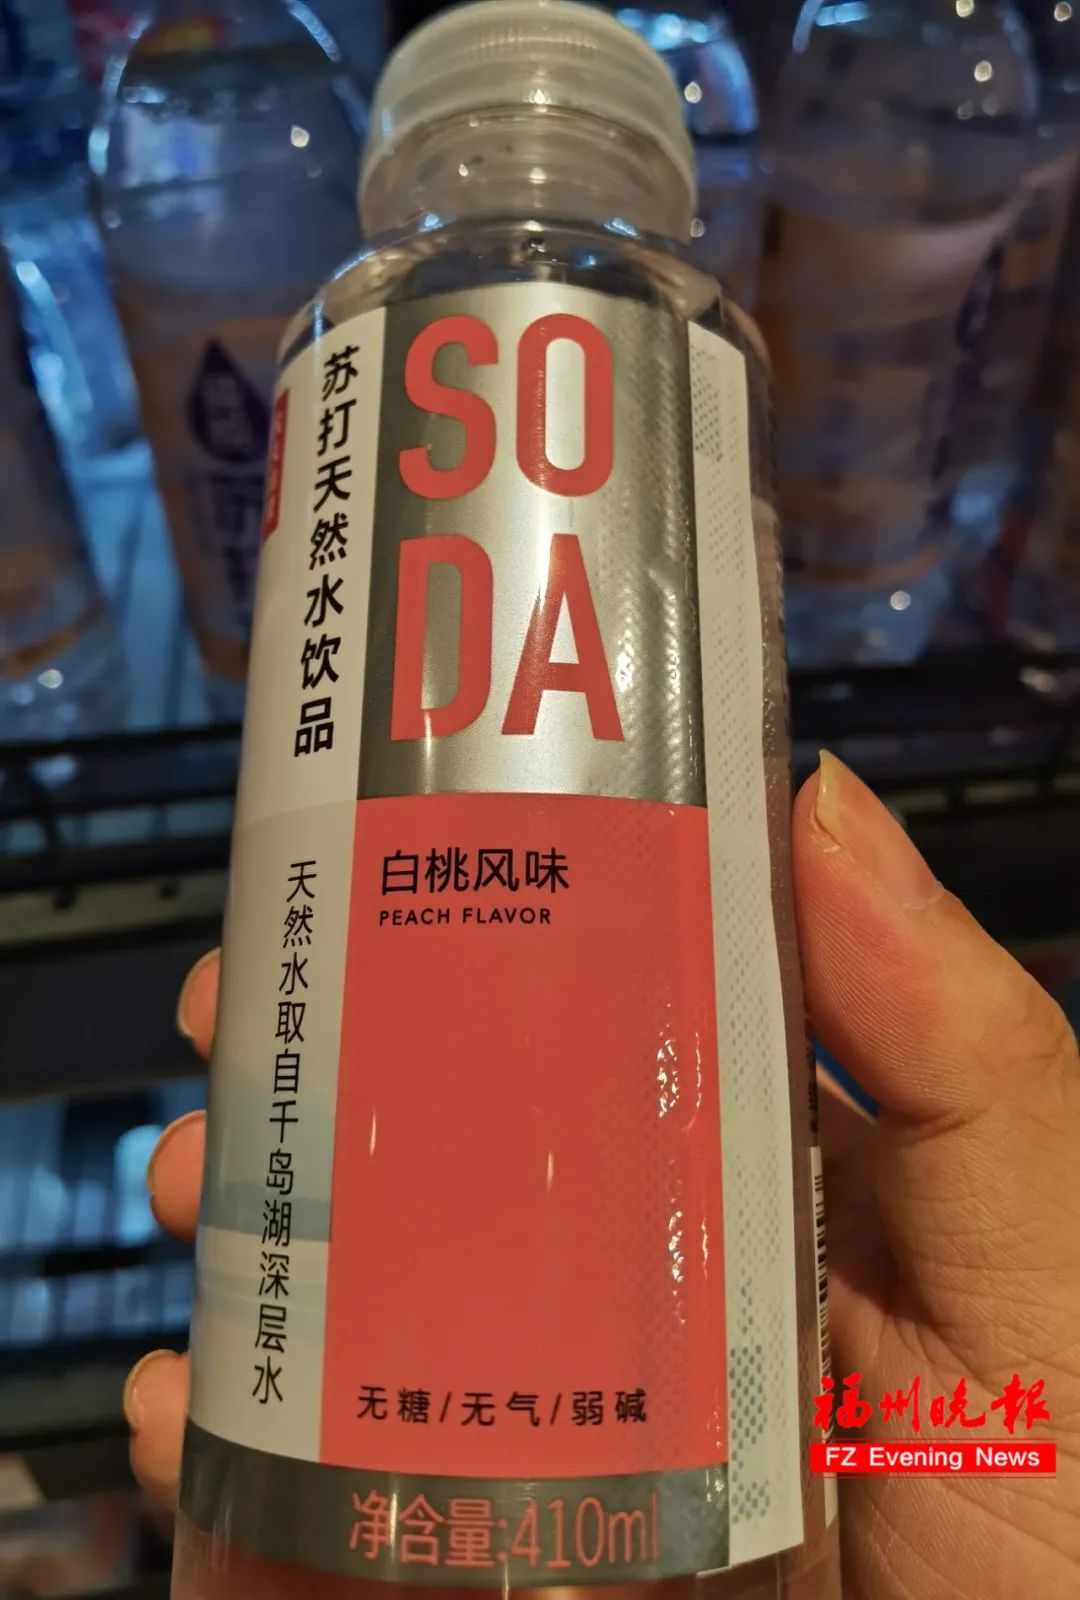 SO
DA
苏打天然水饮品
白桃风味
PEACH FLAVOR
天然水取自千岛湖深层水
无糖/无气/弱碱
净含量:410ml
福州晚报
FZ Evening News